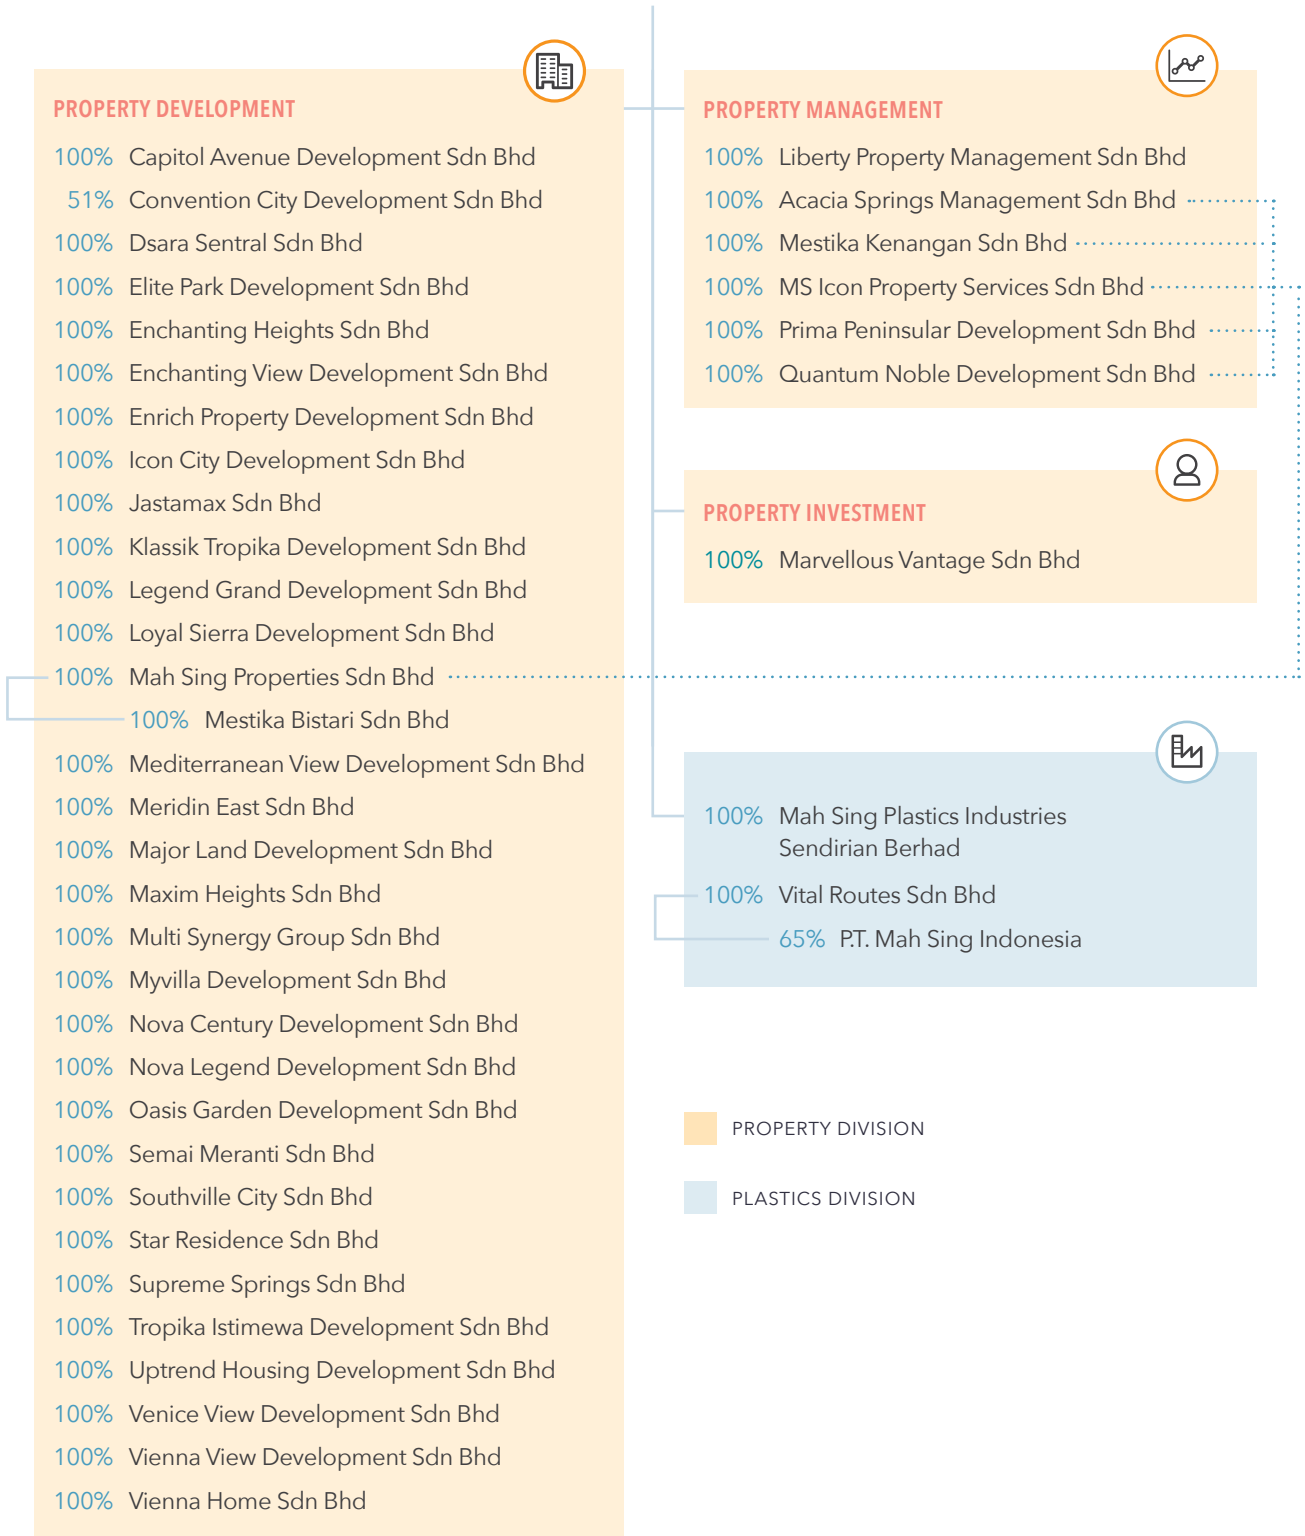 PROPERTY DEVELOPMENT
100% Capitol Avenue Development Sdn Bhd
51% Convention City Development Sdn Bhd
100% Dsara Sentral Sdn Bhd
100% Elite Park Development Sdn Bhd
100% Enchanting Heights Sdn Bhd
100% Enchanting View Development Sdn Bhd
100% Enrich Property Development Sdn Bhd
100% Icon City Development Sdn Bhd
100% Jastamax Sdn Bhd
100% Klassik Tropika Development Sdn Bhd
100% Legend Grand Development Sdn Bhd
100% Loyal Sierra Development Sdn Bhd
100% Mah Sing Properties Sdn Bhd
100% Mestika Bistari Sdn Bhd
100% Mediterranean View Development Sdn Bhd
100% Meridin East Sdn Bhd
100% Major Land Development Sdn Bhd
100% Maxim Heights Sdn Bhd
100% Multi Synergy Group Sdn Bhd
100% Myvilla Development Sdn Bhd
100% Nova Century Development Sdn Bhd
100% Nova Legend Development Sdn Bhd
100% Oasis Garden Development Sdn Bhd
100% Semai Meranti Sdn Bhd
100% Southville City Sdn Bhd
100% Star Residence Sdn Bhd
100% Supreme Springs Sdn Bhd
100% Tropika Istimewa Development Sdn Bhd
100% Uptrend Housing Development Sdn Bhd
100% Venice View Development Sdn Bhd
100% Vienna View Development Sdn Bhd
100% Vienna Home Sdn Bhd
PROPERTY MANAGEMENT
100% Liberty Property Management Sdn Bhd
100% Acacia Springs Management Sdn Bhd
100% Mestika Kenangan Sdn Bhd
100% MS Icon Property Services Sdn Bhd
100% Prima Peninsular Development Sdn Bhd
100% Quantum Noble Development Sdn Bhd
PROPERTY INVESTMENT
100% Marvellous Vantage Sdn Bhd
100% Mah Sing Plastics Industries
Sendirian Berhad
100% Vital Routes Sdn Bhd
65% P.T. Mah Sing Indonesia
PROPERTY DIVISION
PLASTICS DIVISION